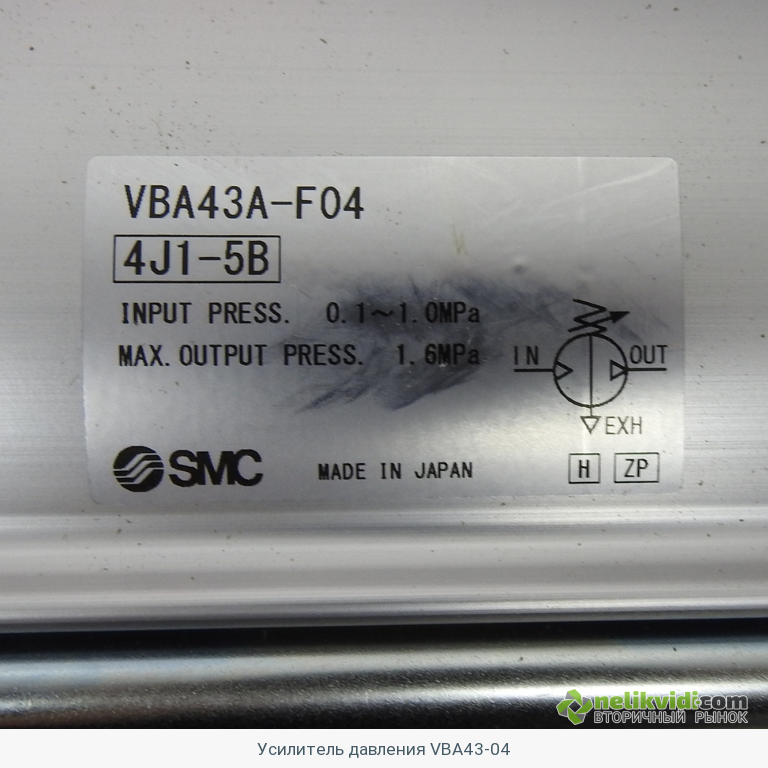 VBA43A-F04
4J1-5B
INPUT PRESS. 0.1~1.0MPa
MAX. OUTPUT PRESS. 1.6MPa
IN OUT
EXH
SMC MADE IN JAPAN H ZP
nelikvidi.com
ВТОРИЧНЫЙ РЫНОК
Усилитель давления VBA43-04